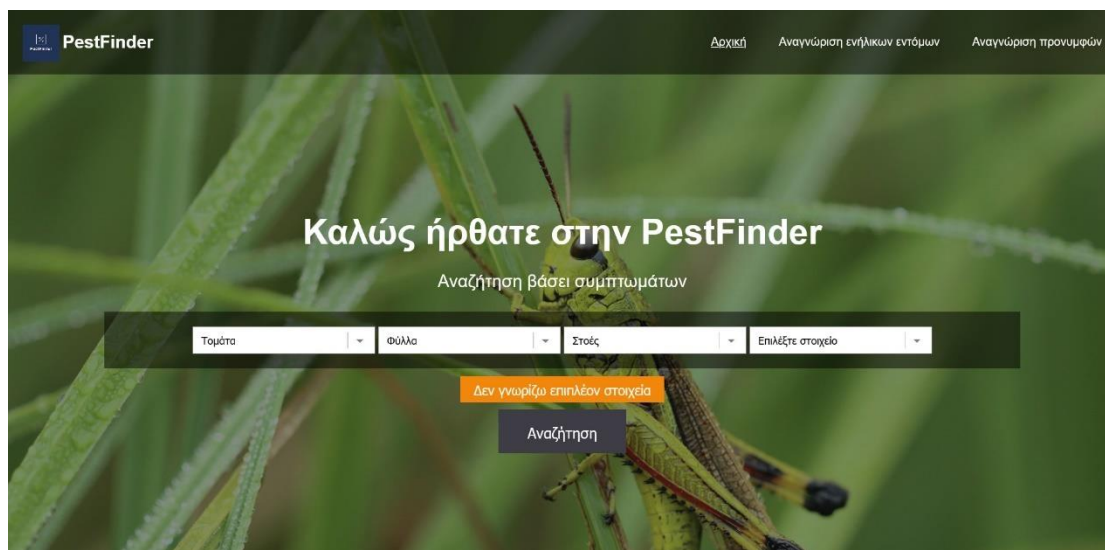 PestFinder
PestFinder
Αρχική
Αναγνώριση ενήλικων εντόμων
Αναγνώριση προνυμφών
Καλώς ήρθατε στην PestFinder
Αναζήτηση βάσει συμπτωμάτων
Τομάτα
Φύλλα
Στοές
Επιλέξτε στοιχείο
Δεν γνωρίζω επιπλέον στοιχεία
Αναζήτηση